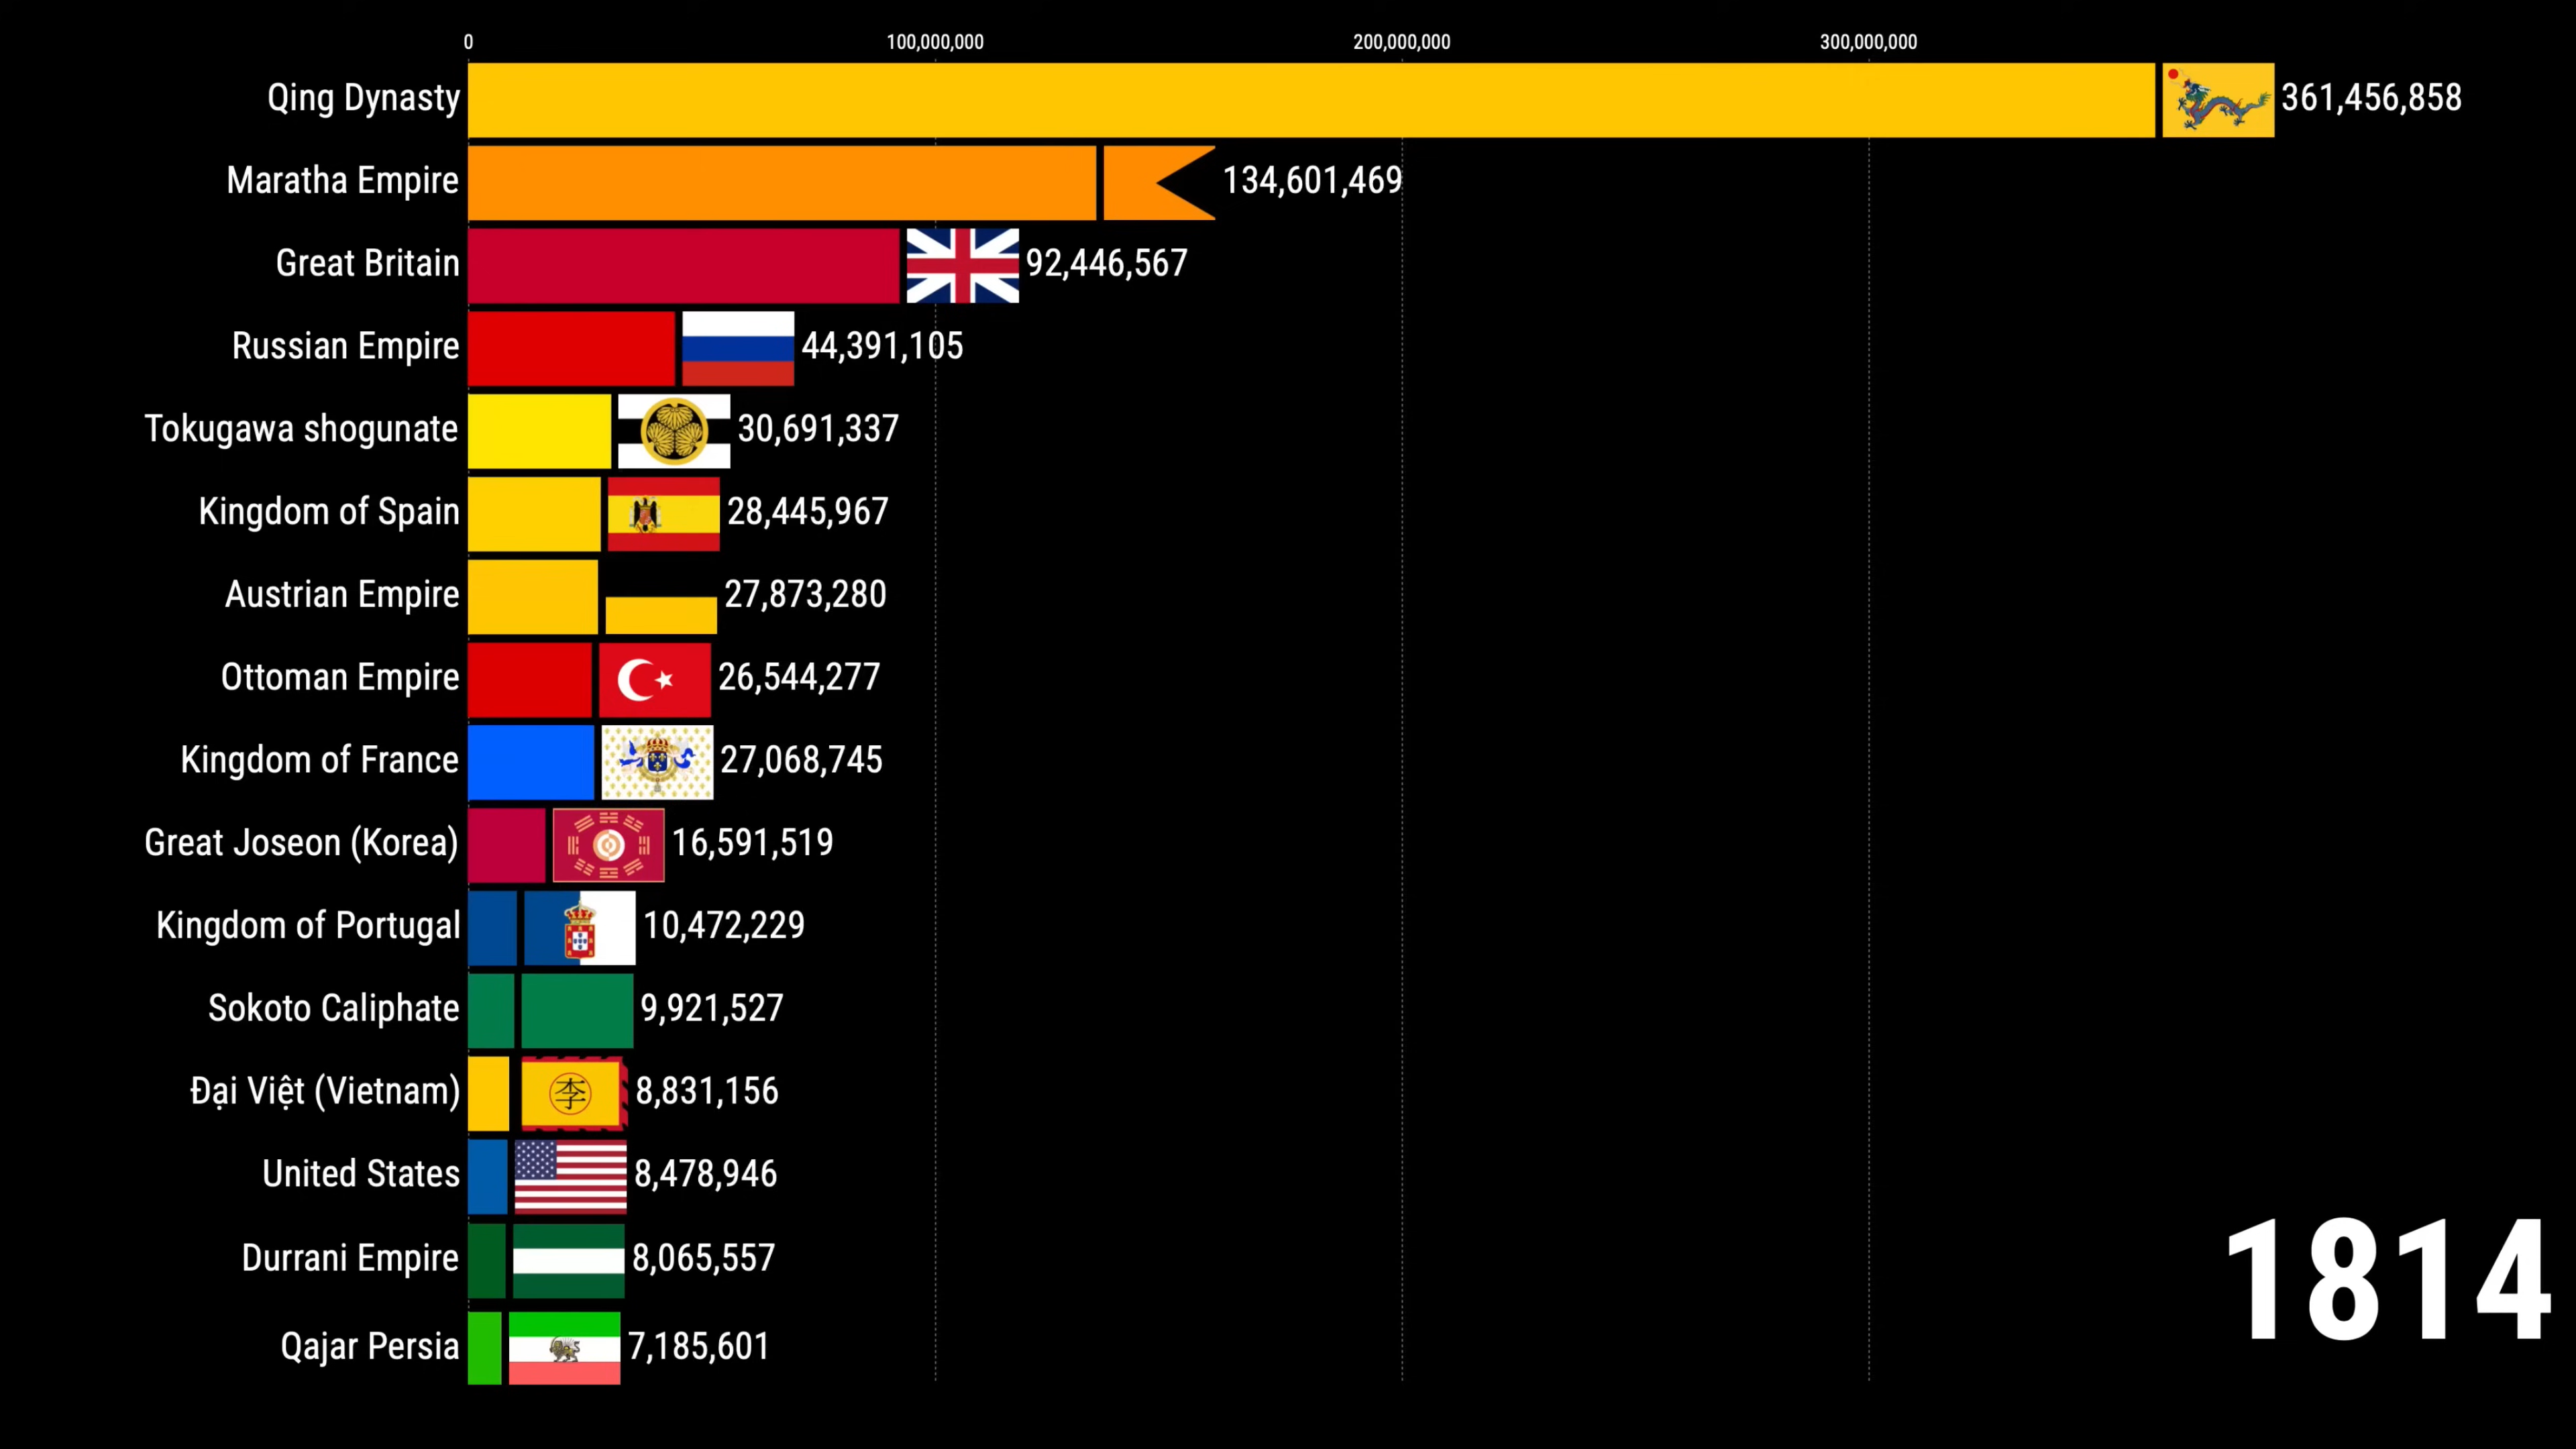 0 100,000,000 200,000,000 300,000,000
Qing Dynasty 361,456,858
Maratha Empire 134,601,469
Great Britain 92,446,567
Russian Empire 44,391,105
Tokugawa shogunate 30,691,337
Kingdom of Spain 28,445,967
Austrian Empire 27,873,280
Ottoman Empire 26,544,277
Kingdom of France 27,068,745
Great Joseon (Korea) 16,591,519
Kingdom of Portugal 10,472,229
Sokoto Caliphate 9,921,527
Đại Việt (Vietnam) 李 8,831,156
United States 8,478,946
Durrani Empire 8,065,557
Qajar Persia 7,185,601
1814